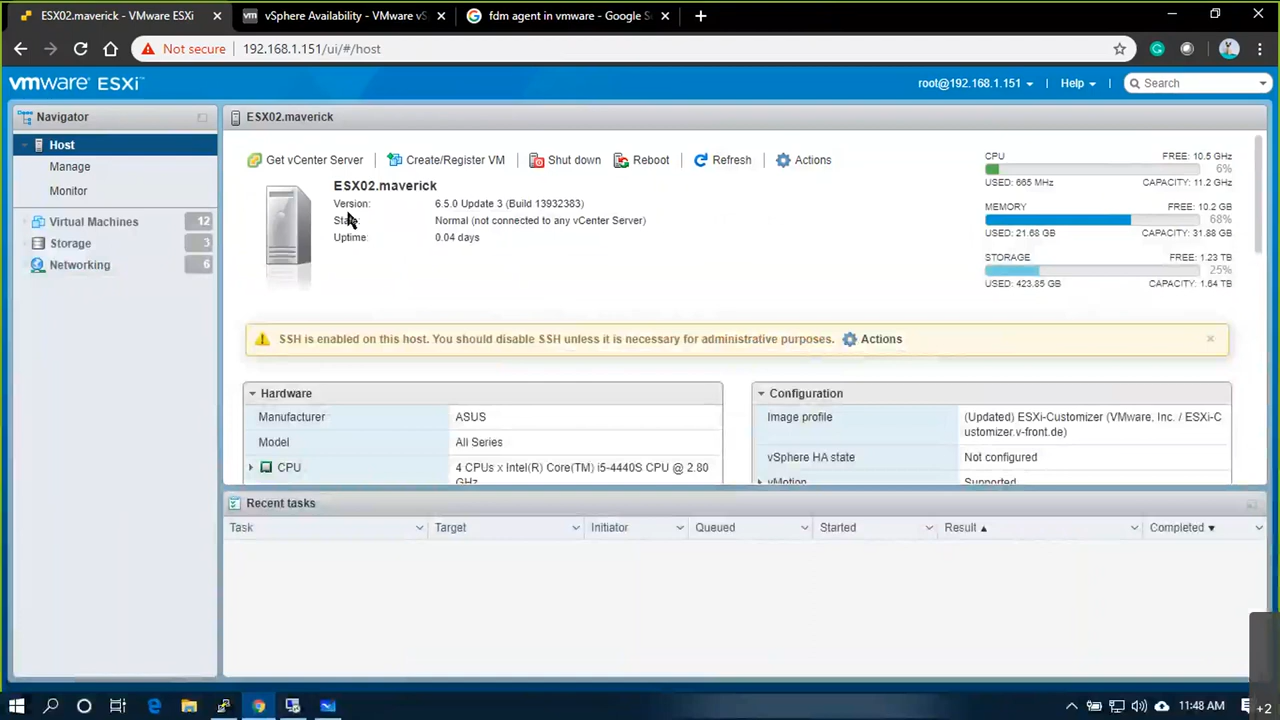 ESX02.maverick - VMware ESXi
vSphere Availability - VMware vS
fdm agent in vmware - Google S
Not secure
192.168.1.151/ui/#/host
vmware ESXi
root@192.168.1.151
Help
Search
Navigator
Host
Manage
Monitor
Virtual Machines
12
Storage
3
Networking
6
ESX02.maverick
Get vCenter Server
Create/Register VM
Shut down
Reboot
Refresh
Actions
ESX02.maverick
Version: 6.5.0 Update 3 (Build 13932383)
Normal (not connected to any vCenter Server)
Uptime: 0.04 days
CPU FREE: 10.5 GHz
6%
USED: 665 MHz CAPACITY: 11.2 GHz
MEMORY FREE: 10.2 GB
68%
USED: 21.68 GB CAPACITY: 31.88 GB
STORAGE FREE: 1.23 TB
25%
USED: 423.85 GB CAPACITY: 1.64 TB
SSH is enabled on this host. You should disable SSH unless it is necessary for administrative purposes. Actions
Hardware
Manufacturer ASUS
Model All Series
CPU 4 CPUs x Intel(R) Core(TM) i5-4440S CPU @ 2.80
GHz
Configuration
Image profile (Updated) ESXi-Customizer (VMware, Inc. / ESXi-C
ustomizer.v-front.de)
vSphere HA state Not configured
vMotion Supported
Recent tasks
Task Target Initiator Queued Started Result Completed
11:48 AM
+2